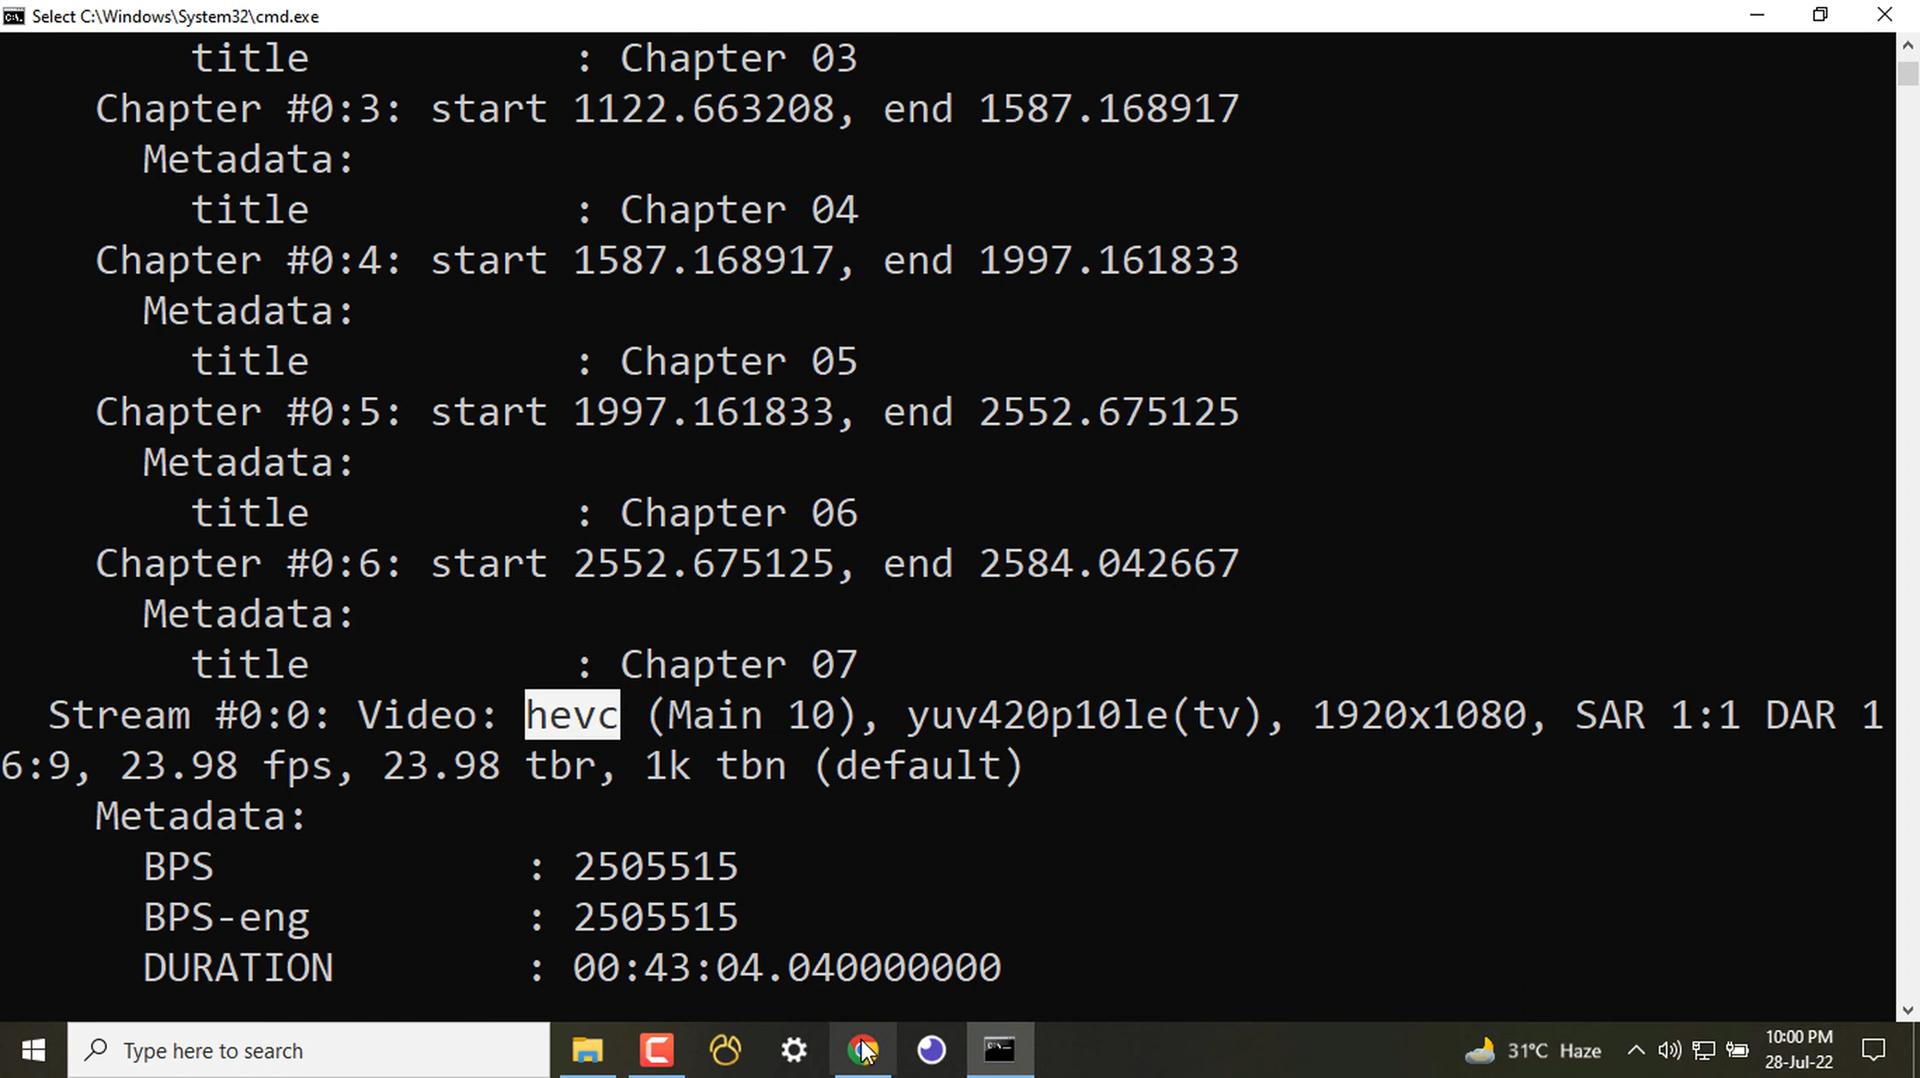 Select C:\Windows\System32\cmd.exe
title : Chapter 03
Chapter #0:3: start 1122.663208, end 1587.168917
Metadata:
title : Chapter 04
Chapter #0:4: start 1587.168917, end 1997.161833
Metadata:
title : Chapter 05
Chapter #0:5: start 1997.161833, end 2552.675125
Metadata:
title : Chapter 06
Chapter #0:6: start 2552.675125, end 2584.042667
Metadata:
title : Chapter 07
Stream #0:0: Video: hevc (Main 10), yuv420p10le(tv), 1920x1080, SAR 1:1 DAR 1
6:9, 23.98 fps, 23.98 tbr, 1k tbn (default)
Metadata:
BPS : 2505515
BPS-eng : 2505515
DURATION : 00:43:04.040000000
Type here to search
31°C Haze
10:00 PM
28-Jul-22